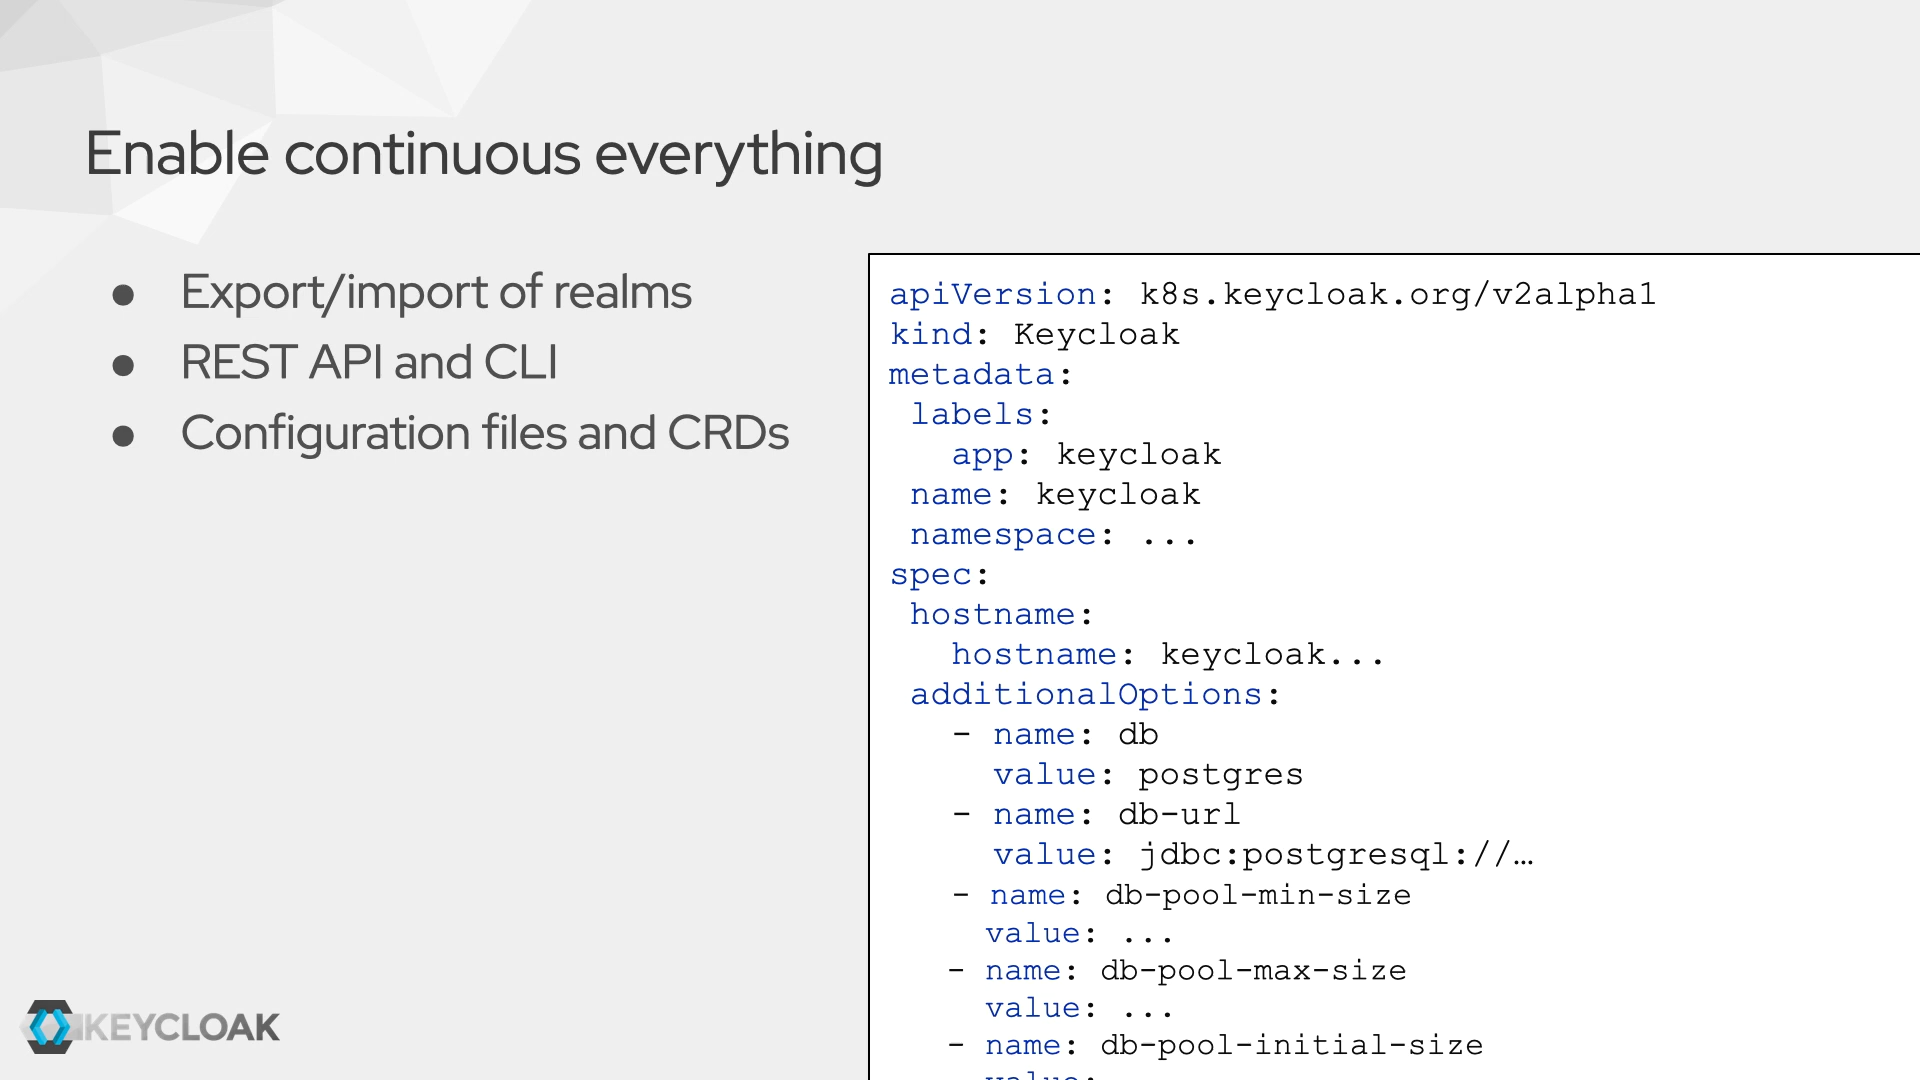 Enable continuous everything
● Export/import of realms
● REST API and CLI
● Configuration files and CRDs
apiVersion: k8s.keycloak.org/v2alpha1
kind: Keycloak
metadata:
 labels:
   app: keycloak
 name: keycloak
 namespace: ...
spec:
 hostname:
   hostname: keycloak...
 additionalOptions:
   - name: db
     value: postgres
   - name: db-url
     value: jdbc:postgresql://…
   - name: db-pool-min-size
     value: ...
   - name: db-pool-max-size
     value: ...
   - name: db-pool-initial-size
     value:
KEYCLOAK